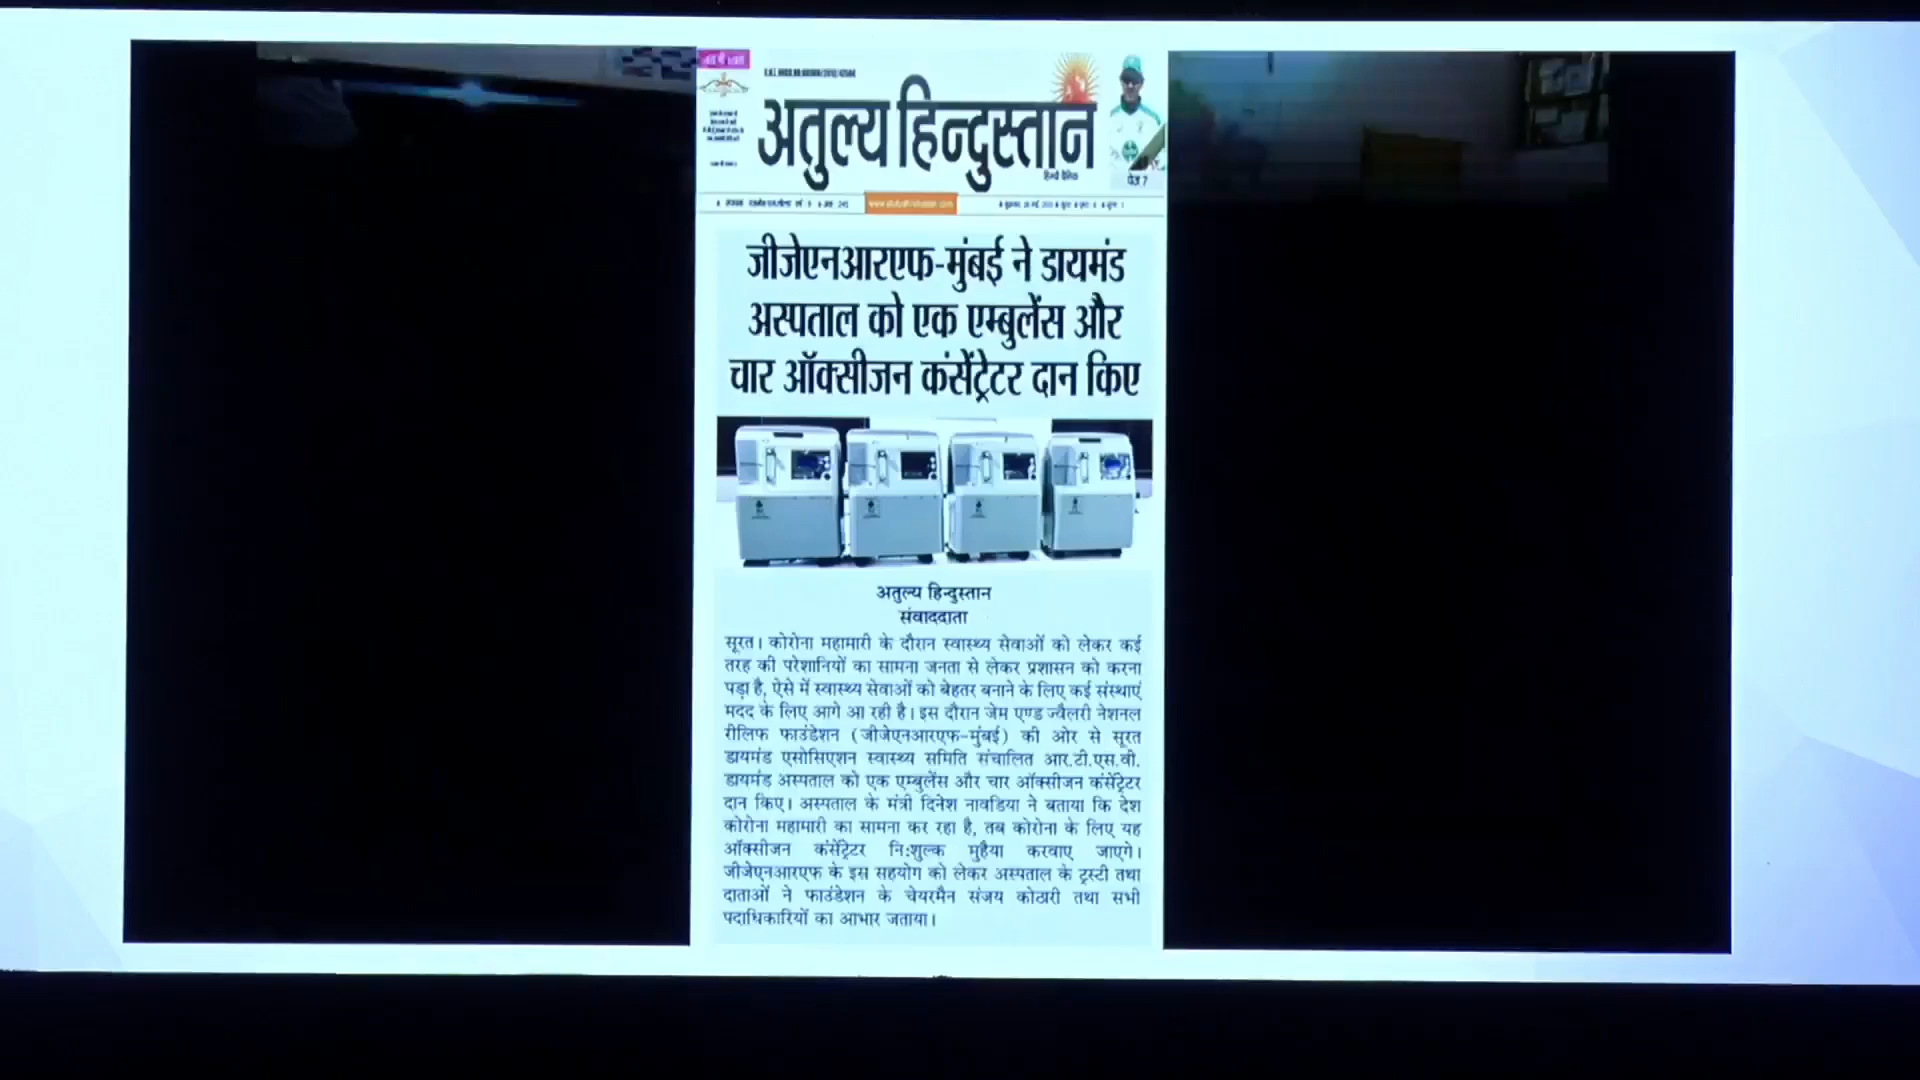 अतुल्य हिन्दुस्तान
हिन्दी दैनिक
पेज 7
जीजेएनआरएफ-मुंबई ने डायमंड
अस्पताल को एक एम्बुलेंस और
चार ऑक्सीजन कंसेंट्रेटर दान किए
अतुल्य हिन्दुस्तान
संवाददाता
सूरत। कोरोना महामारी के दौरान स्वास्थ्य सेवाओं को लेकर कई
तरह की परेशानियों का सामना जनता से लेकर प्रशासन को करना
पड़ा है, ऐसे में स्वास्थ्य सेवाओं को बेहतर बनाने के लिए कई संस्थाएं
मदद के लिए आगे आ रही है। इस दौरान जेम एण्ड ज्वैलरी नेशनल
रीलिफ फाउंडेशन (जीजेएनआरएफ-मुंबई) की ओर से सूरत
डायमंड एसोसिएशन स्वास्थ्य समिति संचालित आर.टी.एस.वी.
डायमंड अस्पताल को एक एम्बुलेंस और चार ऑक्सीजन कंसेंट्रेटर
दान किए। अस्पताल के मंत्री दिनेश नावडिया ने बताया कि देश
कोरोना महामारी का सामना कर रहा है, तब कोरोना के लिए यह
ऑक्सीजन कंसेंट्रेटर नि:शुल्क मुहैया करवाए जाएगे।
जीजेएनआरएफ के इस सहयोग को लेकर अस्पताल के ट्रस्टी तथा
दाताओं ने फाउंडेशन के चेयरमैन संजय कोठारी तथा सभी
पदाधिकारियों का आभार जताया।